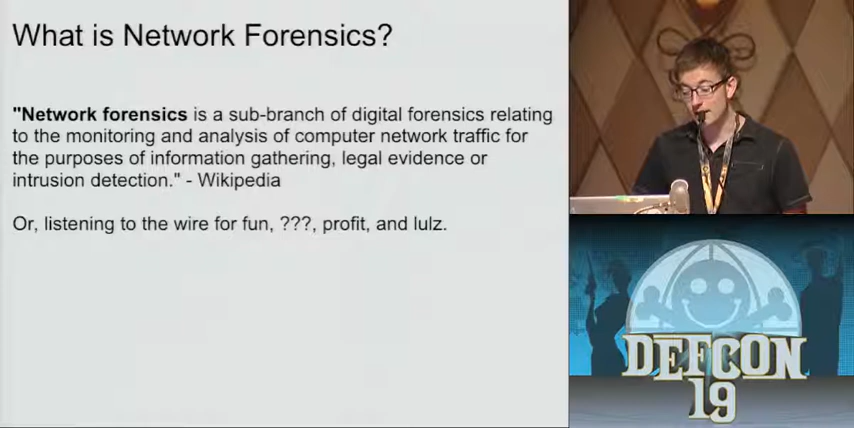 What is Network Forensics?
"Network forensics is a sub-branch of digital forensics relating
to the monitoring and analysis of computer network traffic for
the purposes of information gathering, legal evidence or
intrusion detection." - Wikipedia
Or, listening to the wire for fun, ???, profit, and lulz.
DEFCON
19